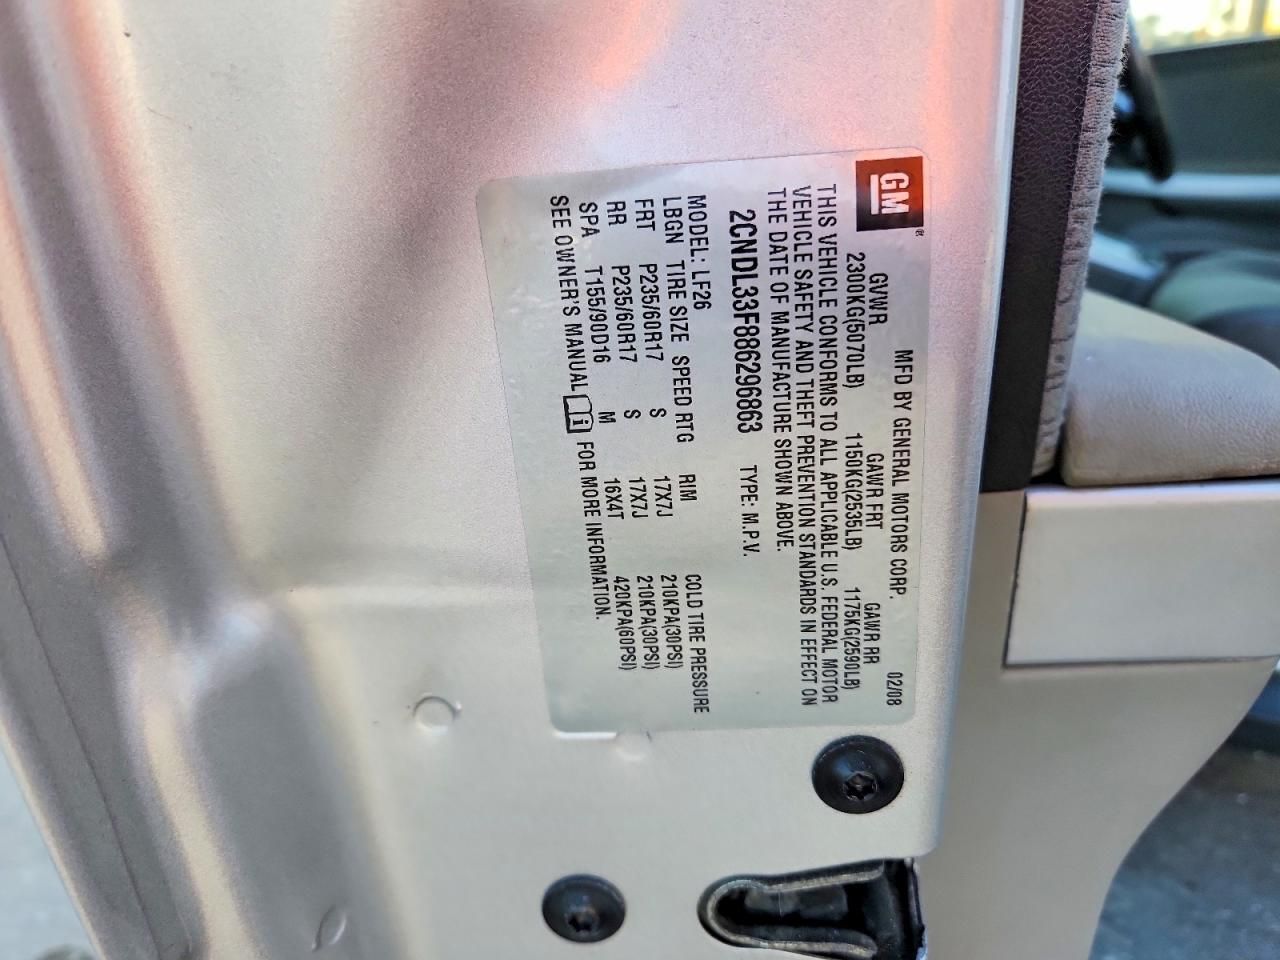 GM®
MFD BY GENERAL MOTORS CORP. 02/08
GVWR GAWR FRT GAWR RR
2300KG(5070LB) 1150KG(2535LB) 1175KG(2590LB)
THIS VEHICLE CONFORMS TO ALL APPLICABLE U.S. FEDERAL MOTOR
VEHICLE SAFETY AND THEFT PREVENTION STANDARDS IN EFFECT ON
THE DATE OF MANUFACTURE SHOWN ABOVE.
2CNDL33F886296863 TYPE: M.P.V.
MODEL: LF26
LBGN TIRE SIZE SPEED RTG RIM COLD TIRE PRESSURE
FRT P235/60R17 S 17X7J 210KPA(30PSI)
RR P235/60R17 S 17X7J 210KPA(30PSI)
SPA T155/90D16 M 16X4T 420KPA(60PSI)
SEE OWNER'S MANUAL i FOR MORE INFORMATION.